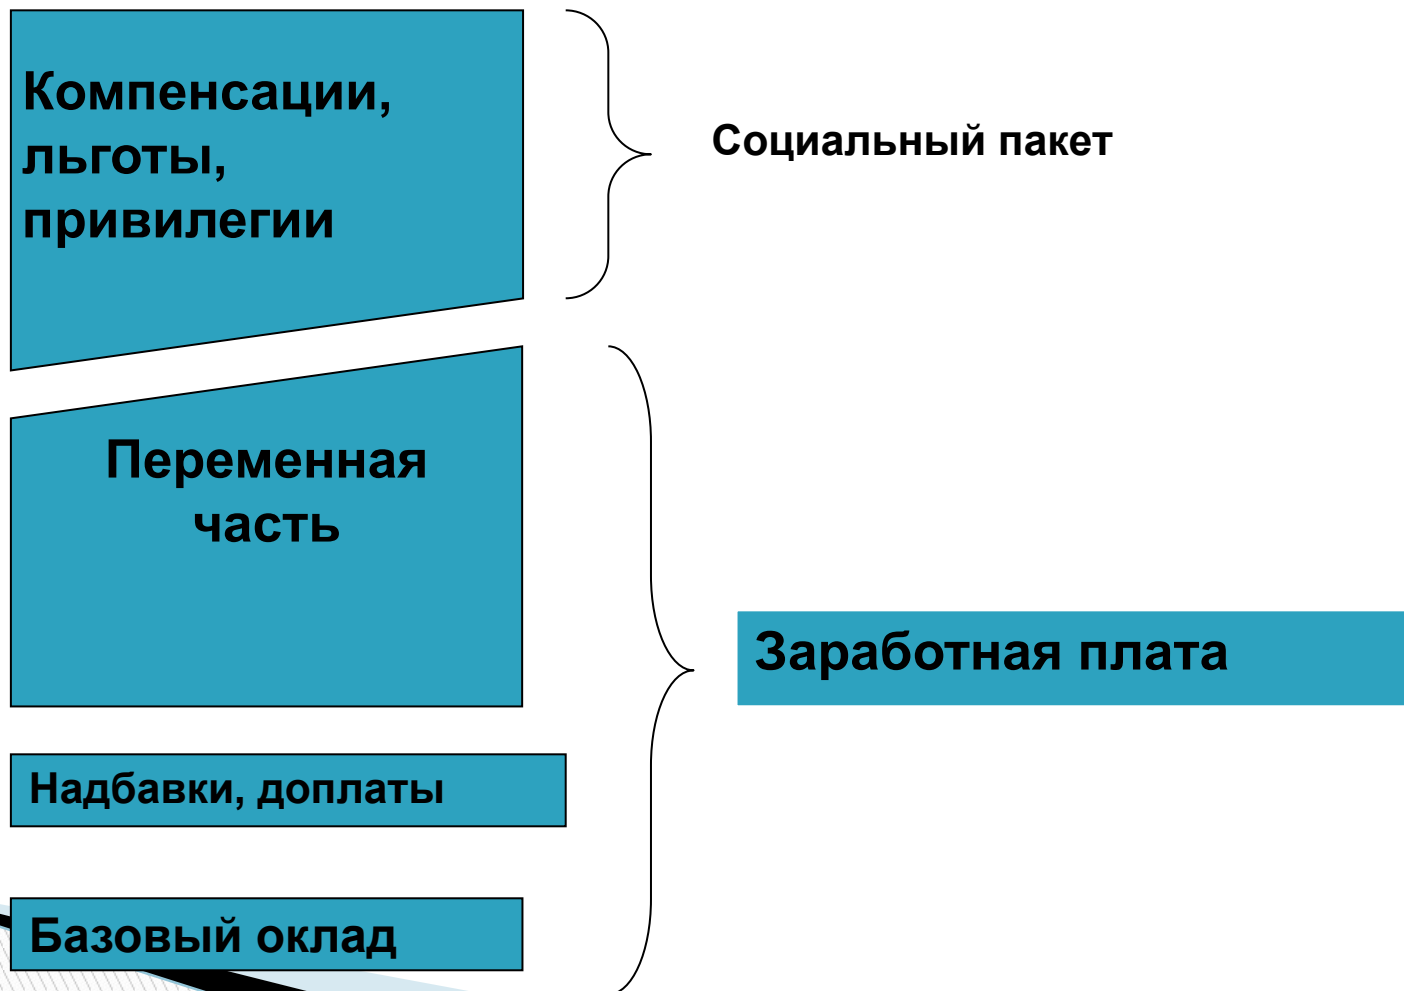 Компенсации,
льготы,
привилегии
Социальный пакет
Переменная
часть
Заработная плата
Надбавки, доплаты
Базовый оклад